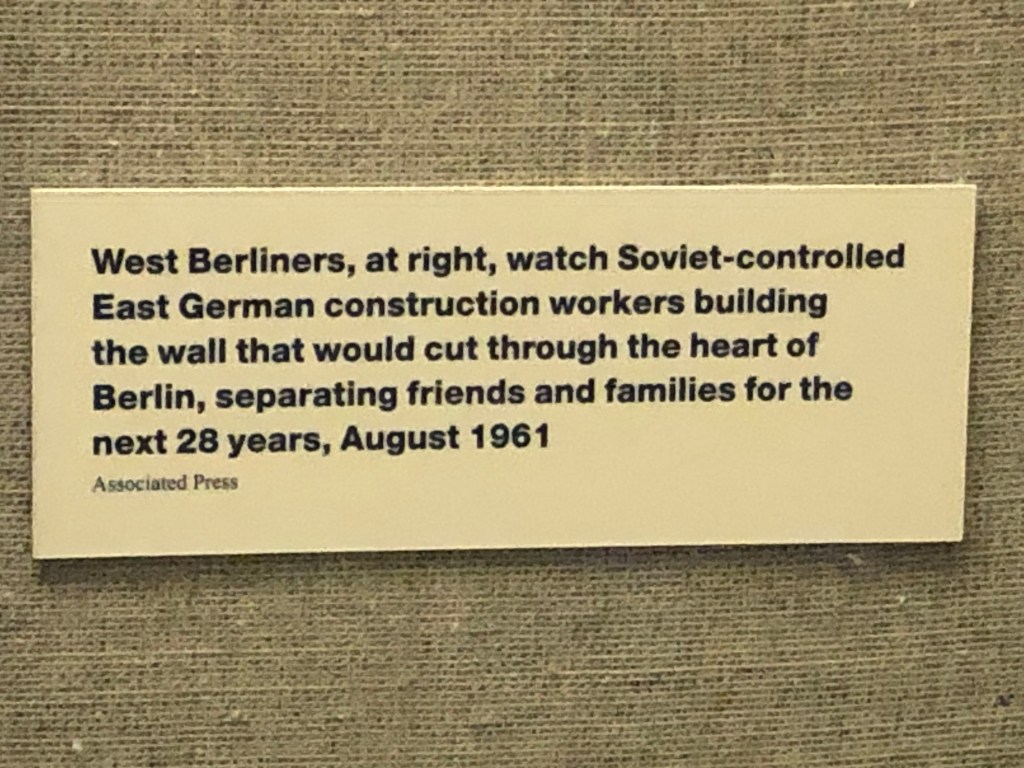 West Berliners, at right, watch Soviet-controlled
East German construction workers building
the wall that would cut through the heart of
Berlin, separating friends and families for the
next 28 years, August 1961
Associated Press